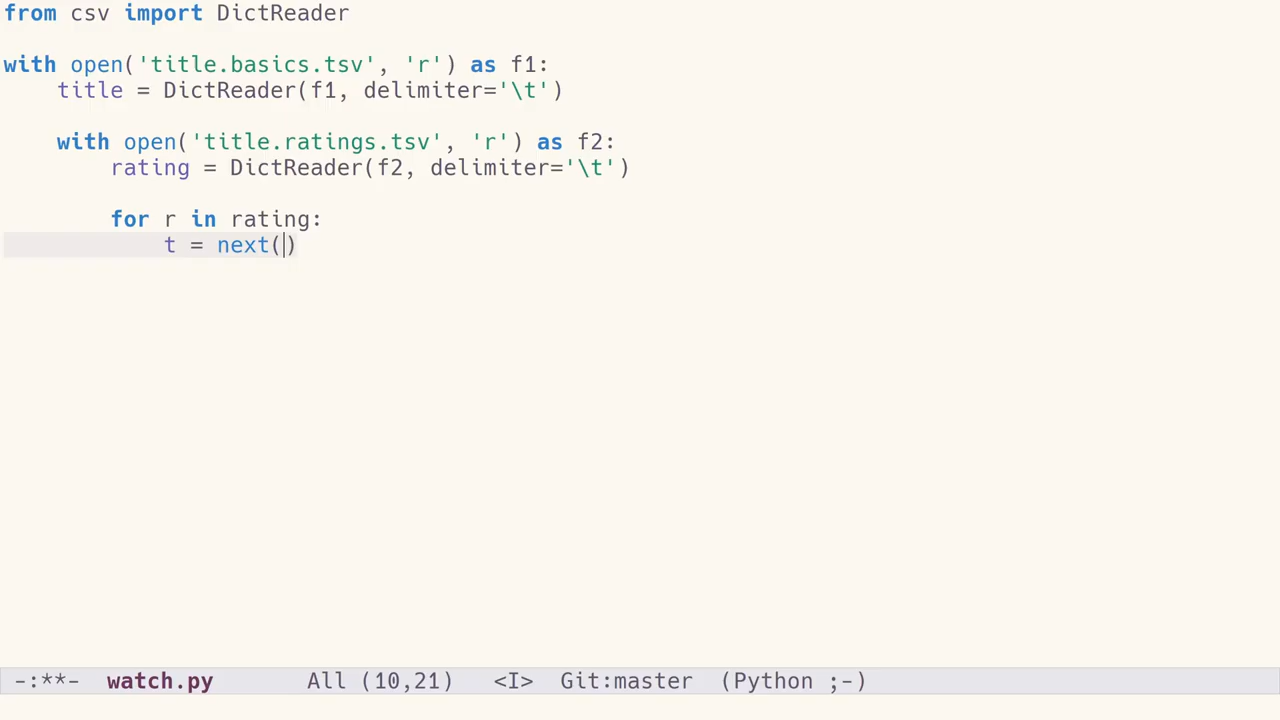 from csv import DictReader
with open('title.basics.tsv', 'r') as f1:
    title = DictReader(f1, delimiter='\t')
    with open('title.ratings.tsv', 'r') as f2:
        rating = DictReader(f2, delimiter='\t')
        for r in rating:
            t = next()
-:**-  watch.py       All (10,21)   <I>  Git:master  (Python ;-)